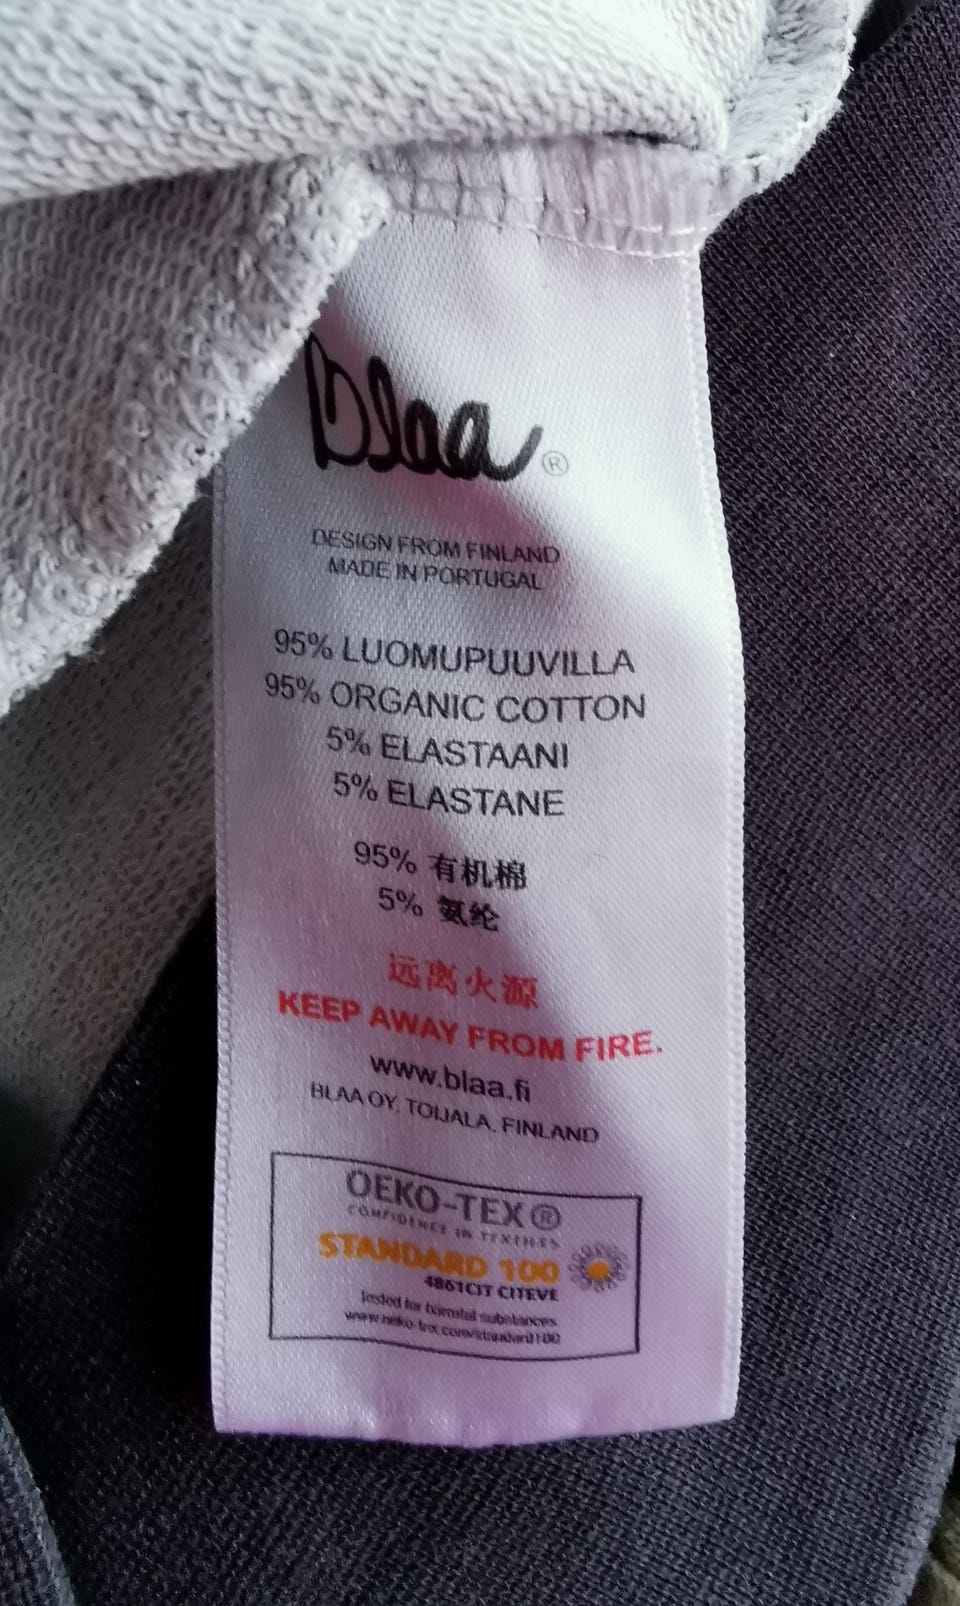 Blaa®
DESIGN FROM FINLAND
MADE IN PORTUGAL
95% LUOMUPUUVILLA
95% ORGANIC COTTON
5% ELASTAANI
5% ELASTANE
95% 有机棉
5% 氨纶
远离火源
KEEP AWAY FROM FIRE.
www.blaa.fi
BLAA OY, TOIJALA, FINLAND
OEKO-TEX®
CONFIDENCE IN TEXTILES
STANDARD 100
4861CIT CITEVE
Tested for harmful substances
www.oeko-tex.com/standard100